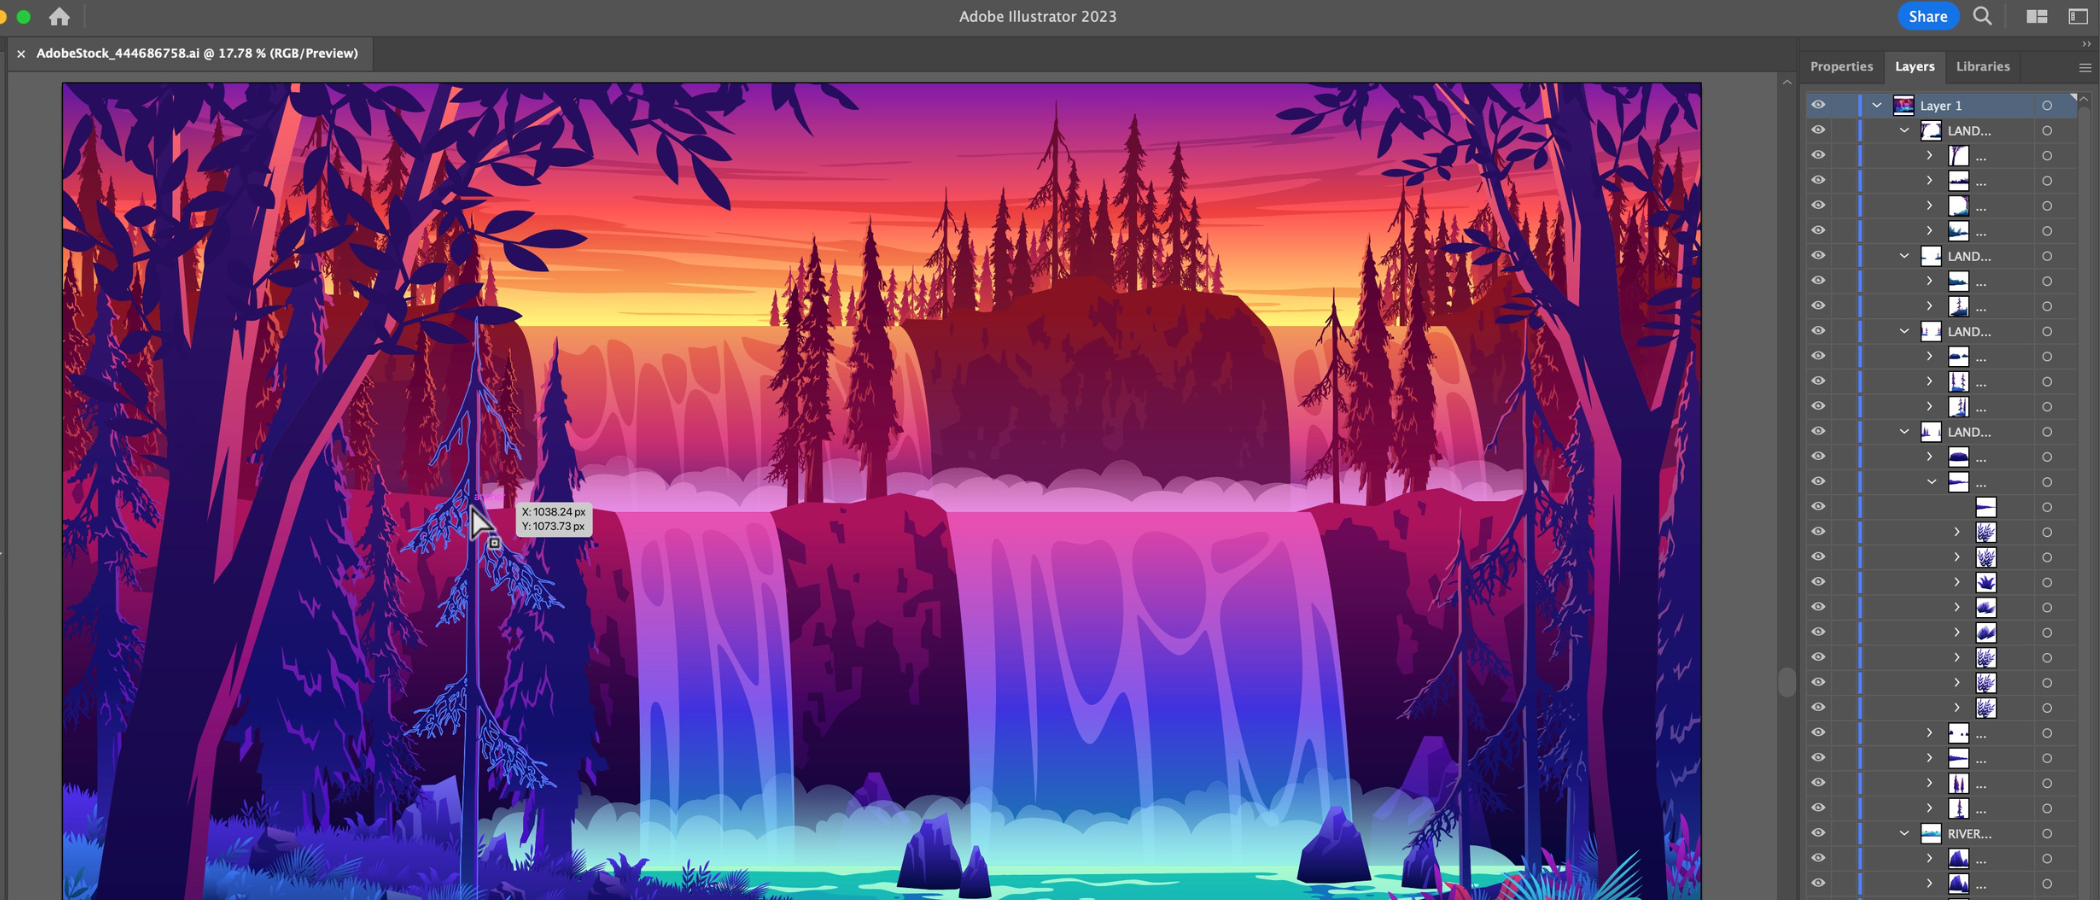 Adobe Illustrator 2023
Share
AdobeStock_444686758.ai @ 17.78 % (RGB/Preview)
Properties Layers Libraries
Layer 1
LAND...
...
...
...
...
LAND...
...
...
LAND...
...
...
...
LAND...
...
...
...
...
...
...
RIVER...
...
...
X: 1038.24 px
Y: 1073.73 px